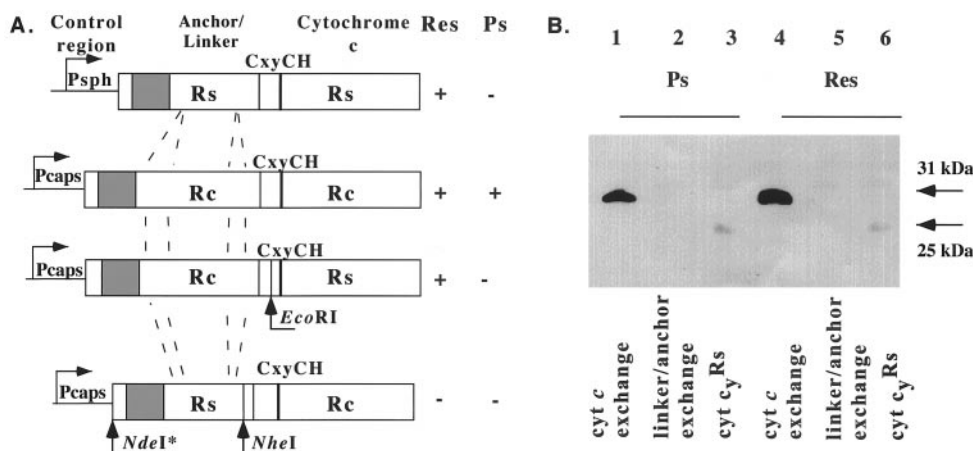 A.
Control region
Anchor/ Linker
Cytochrome c
Res
Ps
Psph
CxyCH
Rs
Rs
+
-
Pcaps
CxyCH
Rc
Rc
+
+
Pcaps
CxyCH
Rc
Rs
+
-
EcoRI
Pcaps
CxyCH
Rs
Rc
-
-
NdeI*
NheI
B.
1 2 3 4 5 6
Ps
Res
31 kDa
25 kDa
cyt c exchange
linker/anchor exchange
cyt cyRs
cyt c exchange
linker/anchor exchange
cyt cyRs